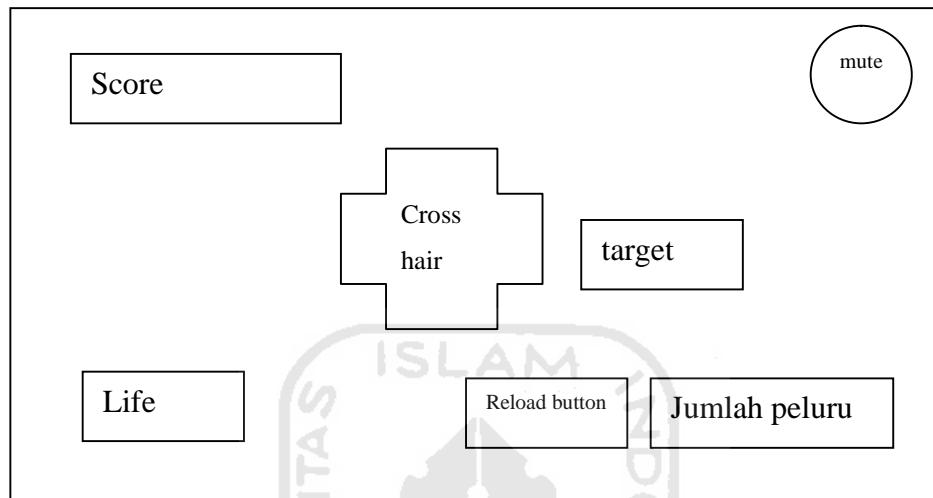 Score
mute
Cross
hair
target
Life
Reload button
Jumlah peluru
ISLAM